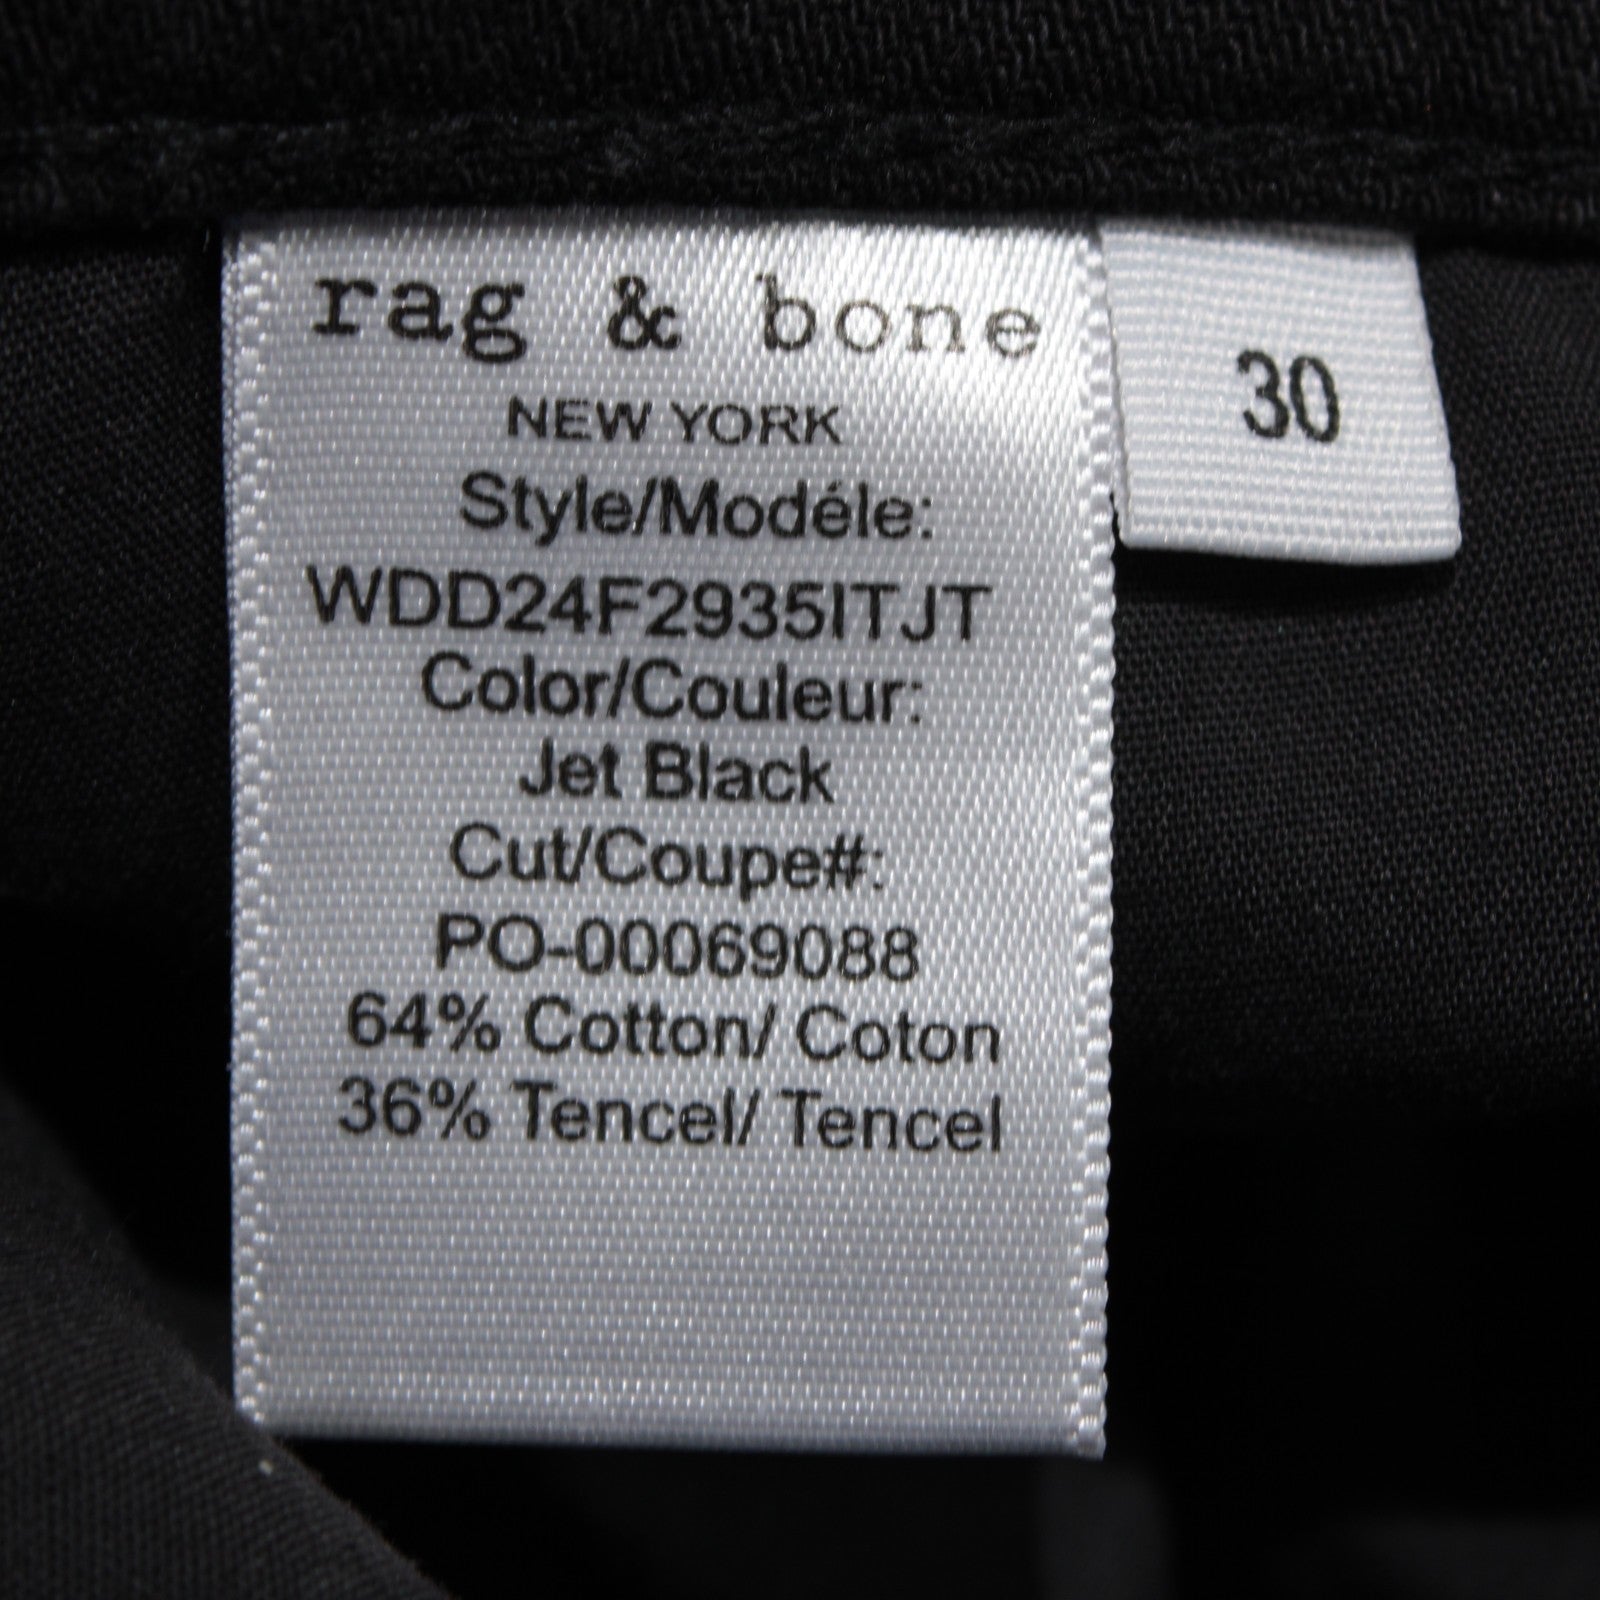 rag & bone
NEW YORK
Style/Modéle:
WDD24F2935ITJT
Color/Couleur:
Jet Black
Cut/Coupe#:
PO-00069088
64% Cotton/ Coton
36% Tencel/ Tencel
30